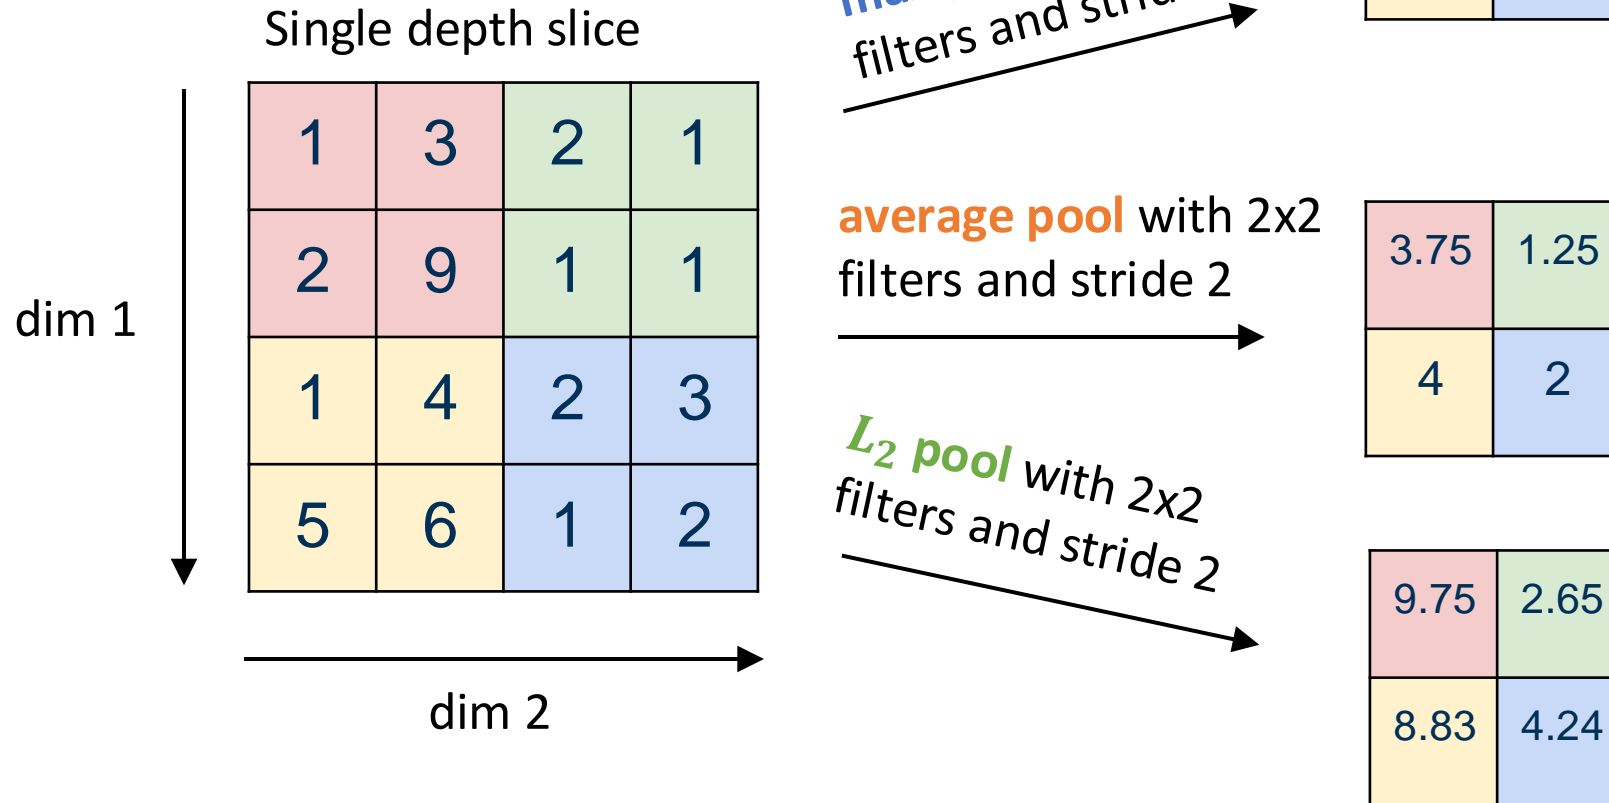 Single depth slice
filters and
1 3 2 1
2 9 1 1
1 4 2 3
5 6 1 2
dim 1
dim 2
average pool with 2x2
filters and stride 2
3.75 1.25
4 2
L₂ pool with 2x2
filters and stride 2
9.75 2.65
8.83 4.24